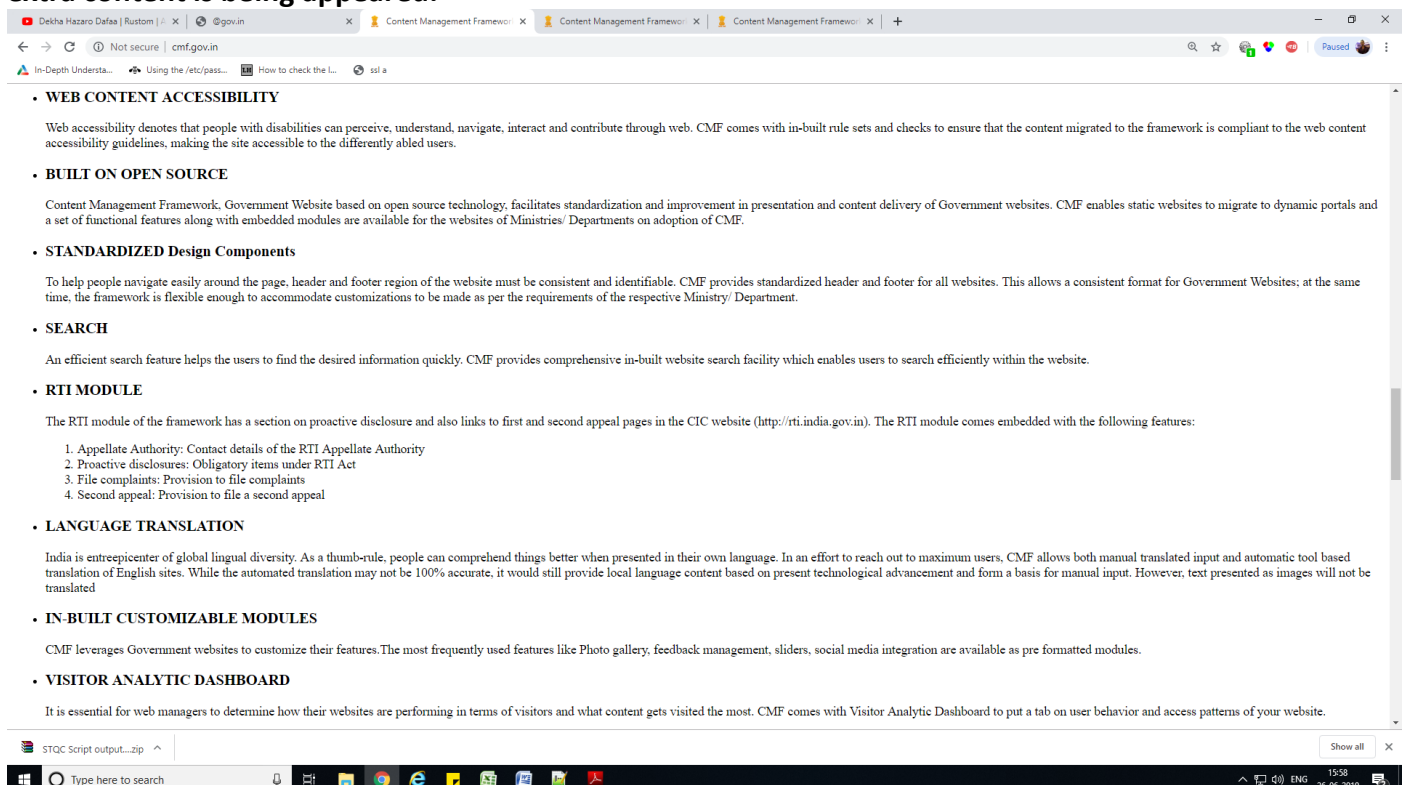 extra content is being appeared.
Dekha Hazaro Dafaa | Rustom | A
@gov.in
Content Management Framewor
Content Management Framewor
Content Management Framewor
Not secure | cmf.gov.in
Paused
In-Depth Understa...
Using the /etc/pass...
LH How to check the l...
ssl a
• WEB CONTENT ACCESSIBILITY
Web accessibility denotes that people with disabilities can perceive, understand, navigate, interact and contribute through web. CMF comes with in-built rule sets and checks to ensure that the content migrated to the framework is compliant to the web content
accessibility guidelines, making the site accessible to the differently abled users.
• BUILT ON OPEN SOURCE
Content Management Framework, Government Website based on open source technology, facilitates standardization and improvement in presentation and content delivery of Government websites. CMF enables static websites to migrate to dynamic portals and
a set of functional features along with embedded modules are available for the websites of Ministries/ Departments on adoption of CMF.
• STANDARDIZED Design Components
To help people navigate easily around the page, header and footer region of the website must be consistent and identifiable. CMF provides standardized header and footer for all websites. This allows a consistent format for Government Websites; at the same
time, the framework is flexible enough to accommodate customizations to be made as per the requirements of the respective Ministry/ Department.
• SEARCH
An efficient search feature helps the users to find the desired information quickly. CMF provides comprehensive in-built website search facility which enables users to search efficiently within the website.
• RTI MODULE
The RTI module of the framework has a section on proactive disclosure and also links to first and second appeal pages in the CIC website (http://rti.india.gov.in). The RTI module comes embedded with the following features:
1. Appellate Authority: Contact details of the RTI Appellate Authority
2. Proactive disclosures: Obligatory items under RTI Act
3. File complaints: Provision to file complaints
4. Second appeal: Provision to file a second appeal
• LANGUAGE TRANSLATION
India is entreepicenter of global lingual diversity. As a thumb-rule, people can comprehend things better when presented in their own language. In an effort to reach out to maximum users, CMF allows both manual translated input and automatic tool based
translation of English sites. While the automated translation may not be 100% accurate, it would still provide local language content based on present technological advancement and form a basis for manual input. However, text presented as images will not be
translated
• IN-BUILT CUSTOMIZABLE MODULES
CMF leverages Government websites to customize their features.The most frequently used features like Photo gallery, feedback management, sliders, social media integration are available as pre formatted modules.
• VISITOR ANALYTIC DASHBOARD
It is essential for web managers to determine how their websites are performing in terms of visitors and what content gets visited the most. CMF comes with Visitor Analytic Dashboard to put a tab on user behavior and access patterns of your website.
STQC Script output....zip
Show all
Type here to search
ENG
15:58
26-06-2019